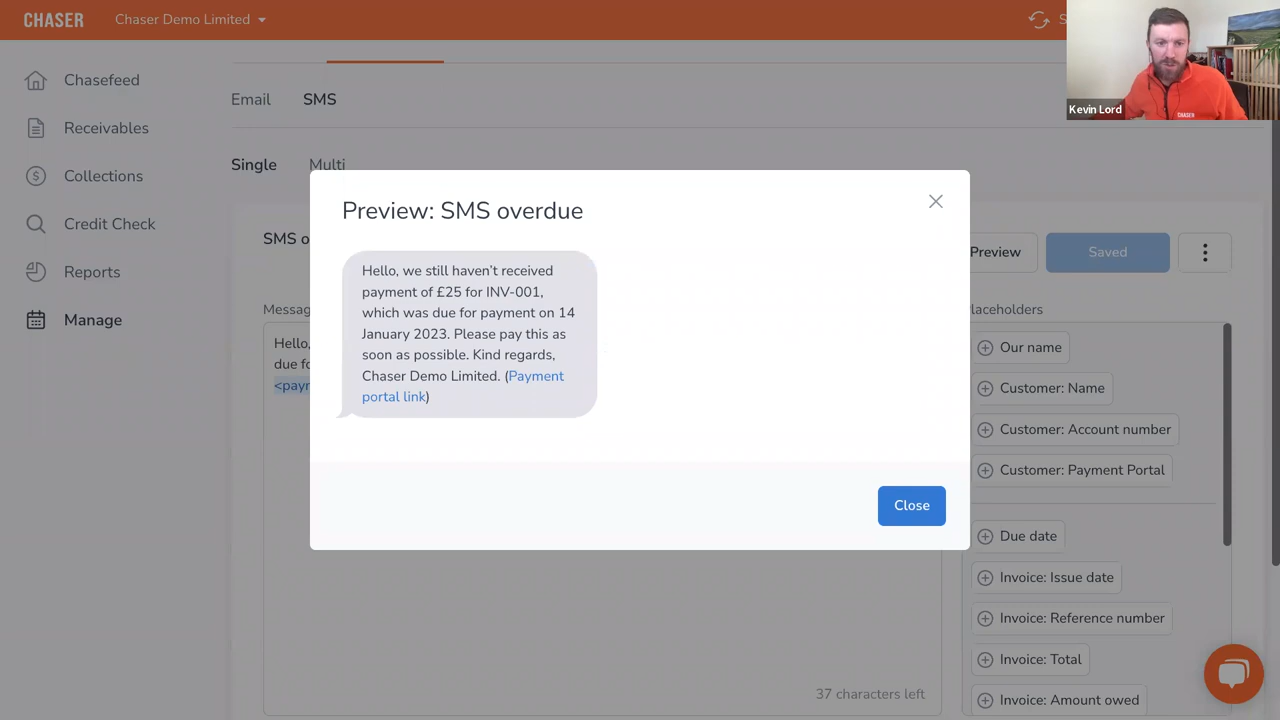 CHASER
Chaser Demo Limited
S
Kevin Lord
CHASER
Chasefeed
Receivables
Collections
Credit Check
Reports
Manage
Email
SMS
Single
Multi
SMS o
Preview
Saved
Messag
Hello,
due fo
<payn
Preview: SMS overdue
Hello, we still haven't received
payment of £25 for INV-001,
which was due for payment on 14
January 2023. Please pay this as
soon as possible. Kind regards,
Chaser Demo Limited. (Payment
portal link)
Close
laceholders
Our name
Customer: Name
Customer: Account number
Customer: Payment Portal
Due date
Invoice: Issue date
Invoice: Reference number
Invoice: Total
Invoice: Amount owed
37 characters left